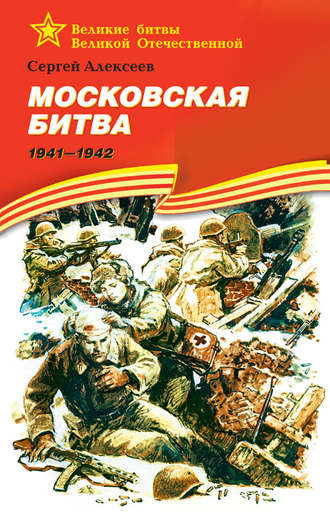 Великие битвы
Великой Отечественной
Сергей Алексеев
МОСКОВСКАЯ
БИТВА
1941—1942